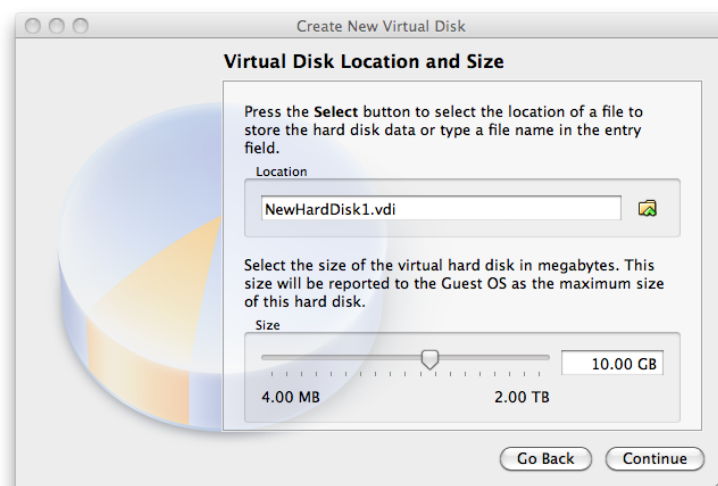 Create New Virtual Disk
Virtual Disk Location and Size
Press the Select button to select the location of a file to
store the hard disk data or type a file name in the entry
field.
Location
NewHardDisk1.vdi
Select the size of the virtual hard disk in megabytes. This
size will be reported to the Guest OS as the maximum size
of this hard disk.
Size
10.00 GB
4.00 MB 2.00 TB
Go Back Continue